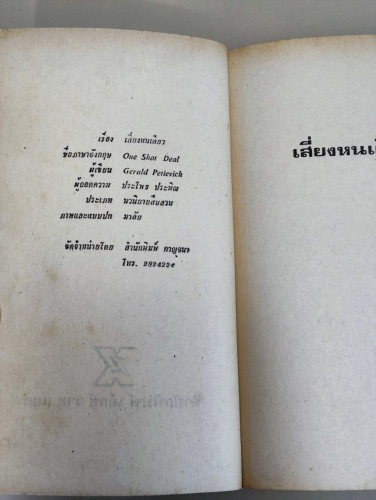 เรื่อง เสี่ยงหนเดียว
ชื่อภาษาอังกฤษ One Shot Deal
ผู้เขียน Gerald Petievich
ผู้ถอดความ ประโพธ ประพิณ
ประเภท นวนิยายสืบสวน
ภาพและแบบปก มาลัย
จัดจำหน่ายโดย สำนักพิมพ์ กาญจนา
โทร.
เสี่ยงหน